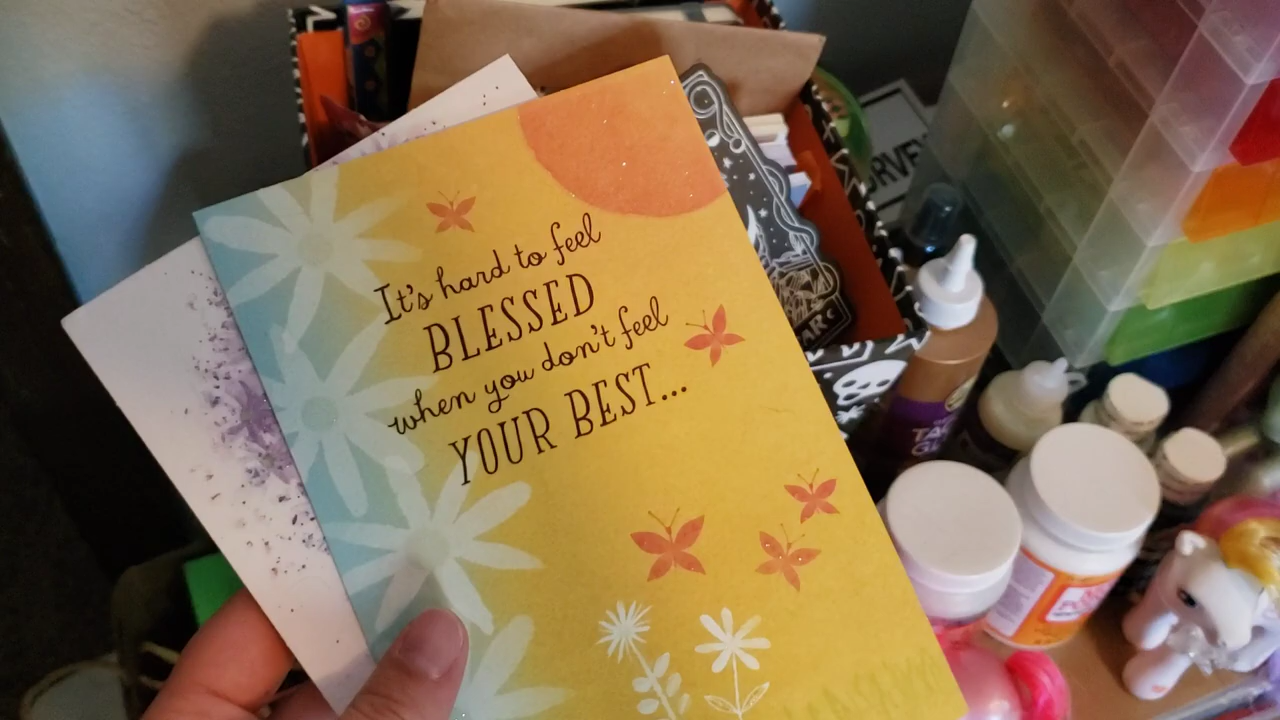 It's hard to feel
BLESSED
when you don't feel
YOUR BEST...